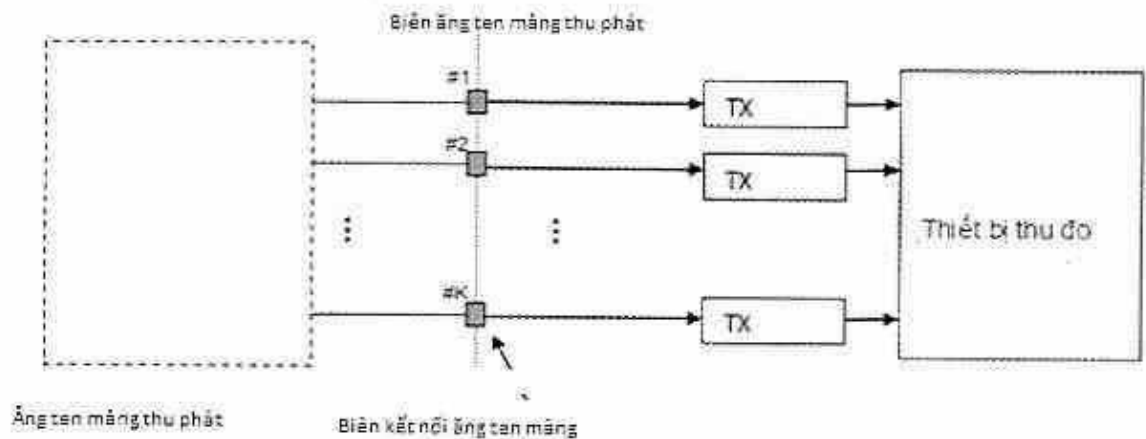 Biên ăng ten mảng thu phát
#1
TX
#2
TX
Thiết bị thu đo
#K
TX
Ăng ten mảng thu phát
Biên kết nối ăng ten mảng